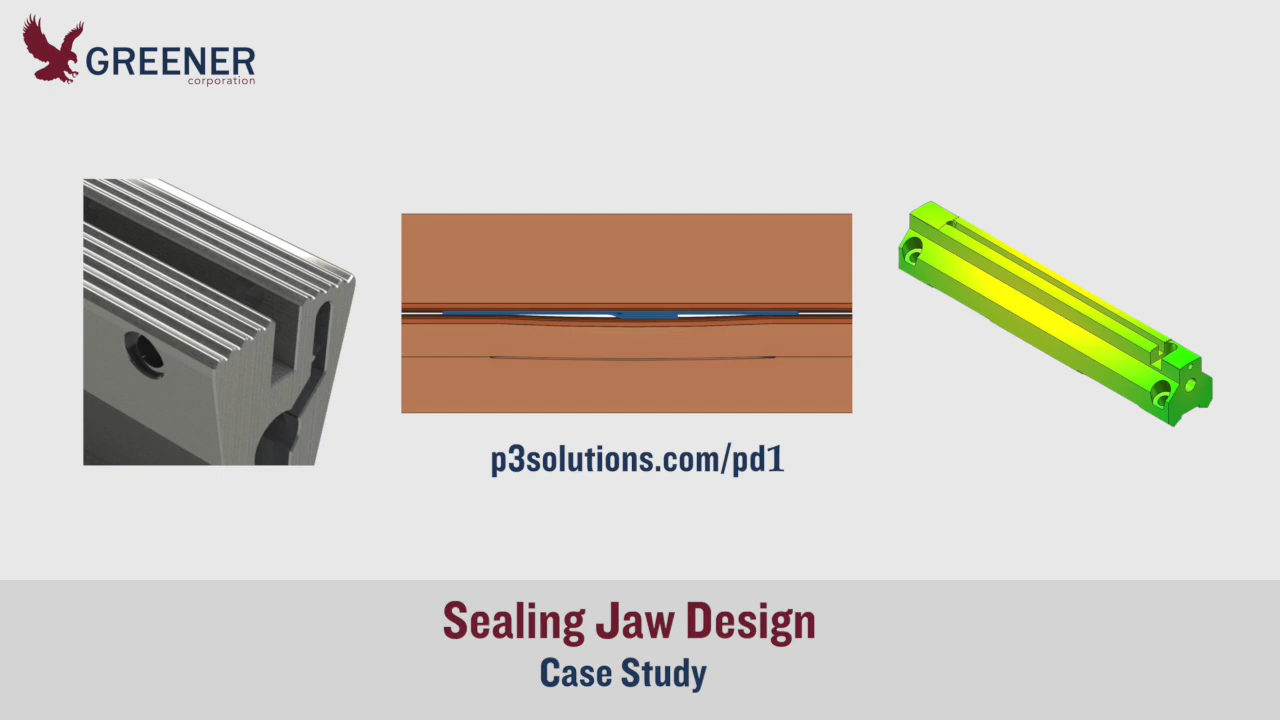 GREENER
corporation
p3solutions.com/pd1
Sealing Jaw Design
Case Study